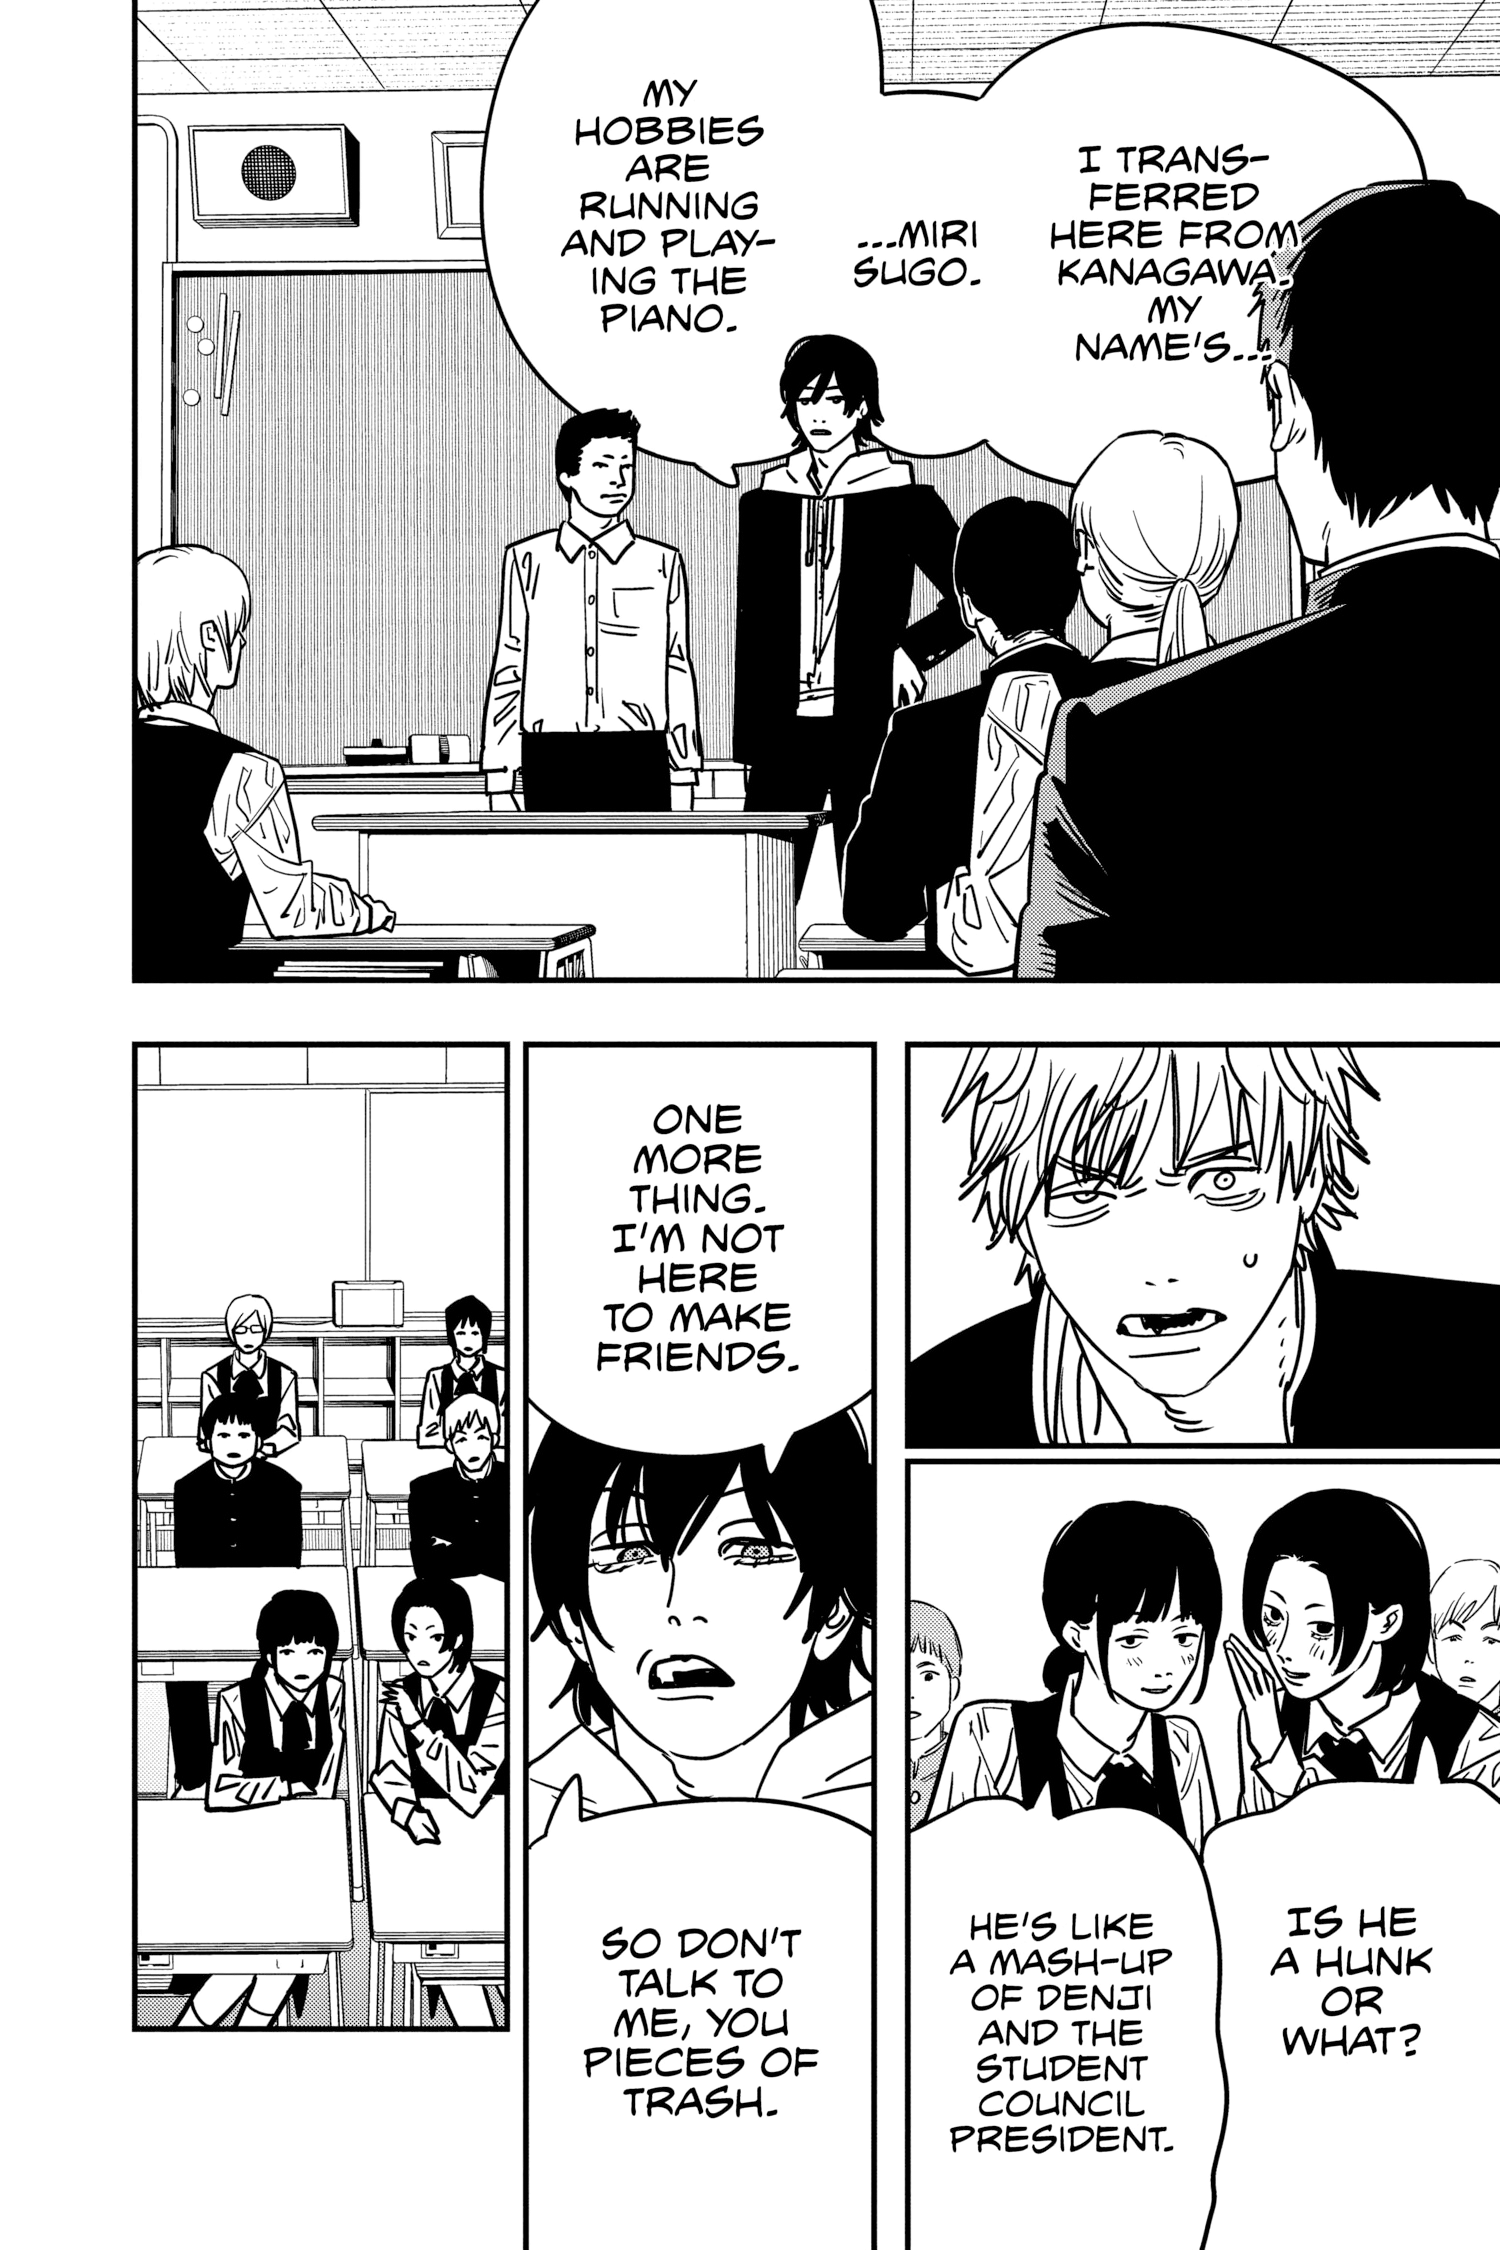 I TRANS-
FERRED
HERE FROM
KANAGAWA.
MY
NAME'S...
...MIRI
SUGO.
MY
HOBBIES
ARE
RUNNING
AND PLAY-
ING THE
PIANO.
IS HE
A HUNK
OR
WHAT?
HE'S LIKE
A MASH-UP
OF DENJI
AND THE
STUDENT
COUNCIL
PRESIDENT.
ONE
MORE
THING.
I'M NOT
HERE
TO MAKE
FRIENDS.
SO DON'T
TALK TO
ME, YOU
PIECES OF
TRASH.